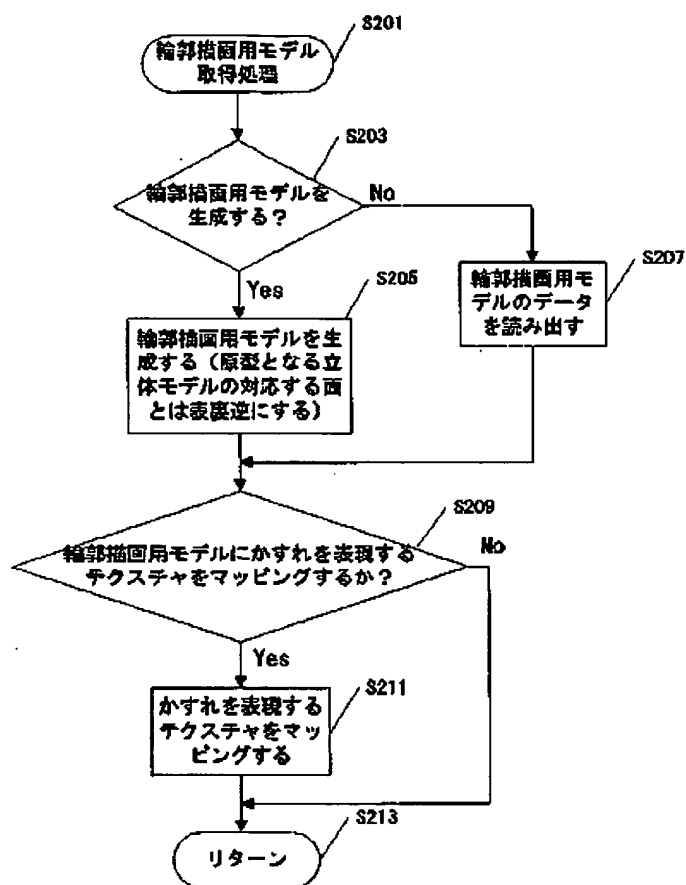 S201
輪郭描画用モデル
取得処理
S203
輪郭描画用モデルを
生成する？
No
Yes
S205
輪郭描画用モデルを生
成する（原型となる立
体モデルの対応する面
とは表裏逆にする）
S207
輪郭描画用モ
デルのデータ
を読み出す
S209
輪郭描画用モデルにかすれを表現する
テクスチャをマッピングするか？
No
Yes
S211
かすれを表現する
テクスチャをマッ
ピングする
S213
リターン